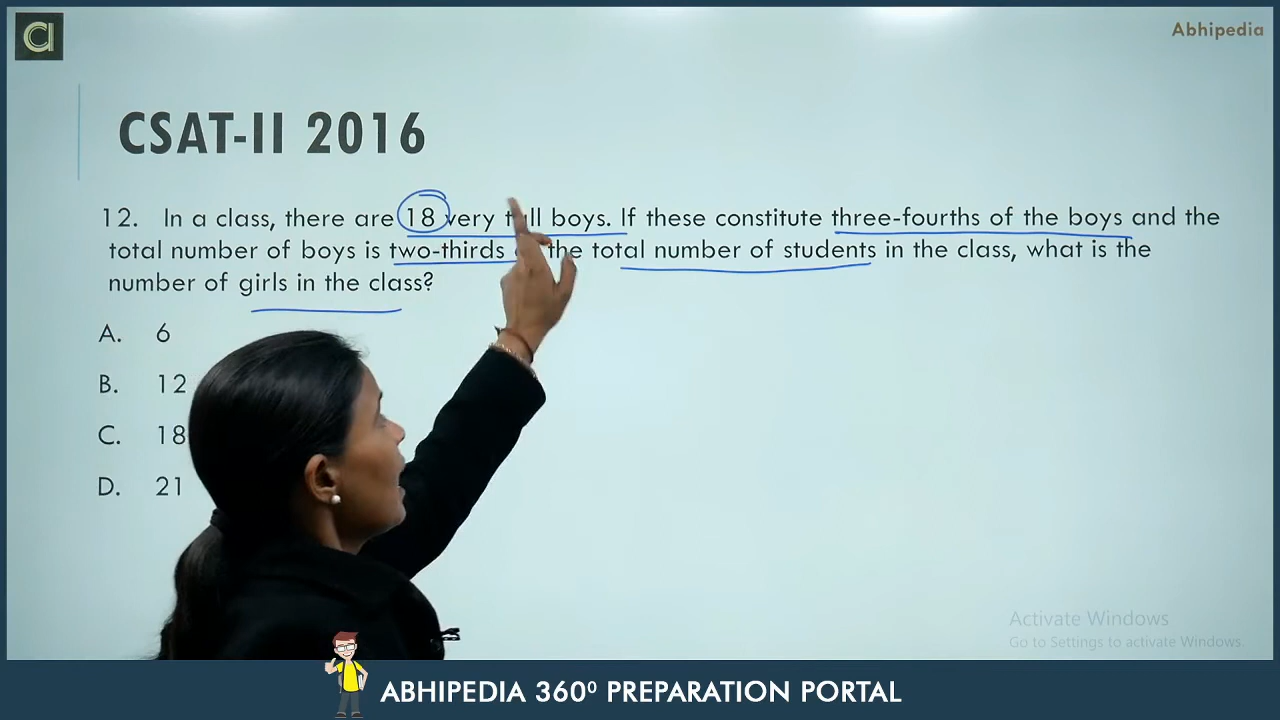 Abhipedia
CSAT-II 2016
12. In a class, there are 18 very tall boys. If these constitute three-fourths of the boys and the
total number of boys is two-thirds the total number of students in the class, what is the
number of girls in the class?
A. 6
B. 12
C. 18
D. 21
Activate Windows
Go to Settings to activate Windows.
ABHIPEDIA 360⁰ PREPARATION PORTAL